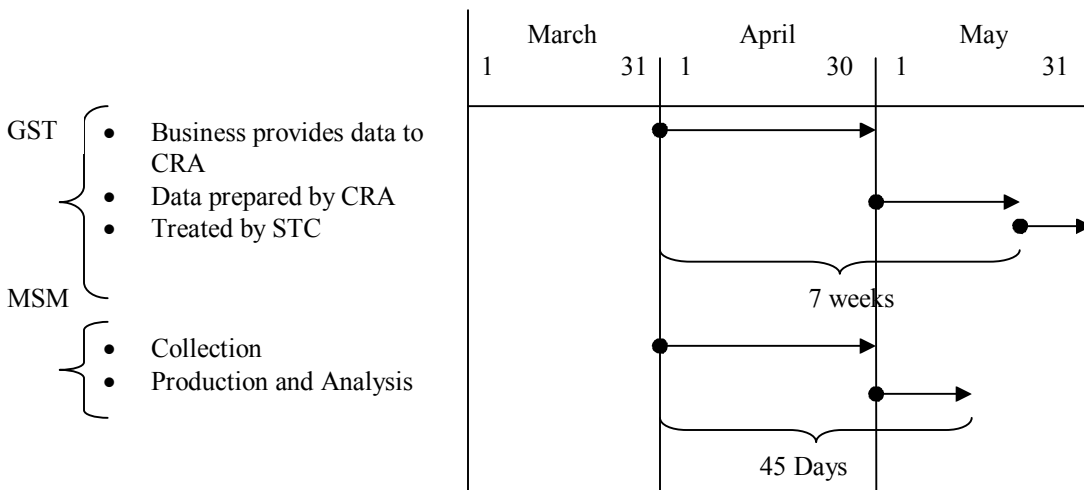 March April May
1 31 1 30 1 31
GST
• Business provides data to
CRA
• Data prepared by CRA
• Treated by STC
7 weeks
MSM
• Collection
• Production and Analysis
45 Days